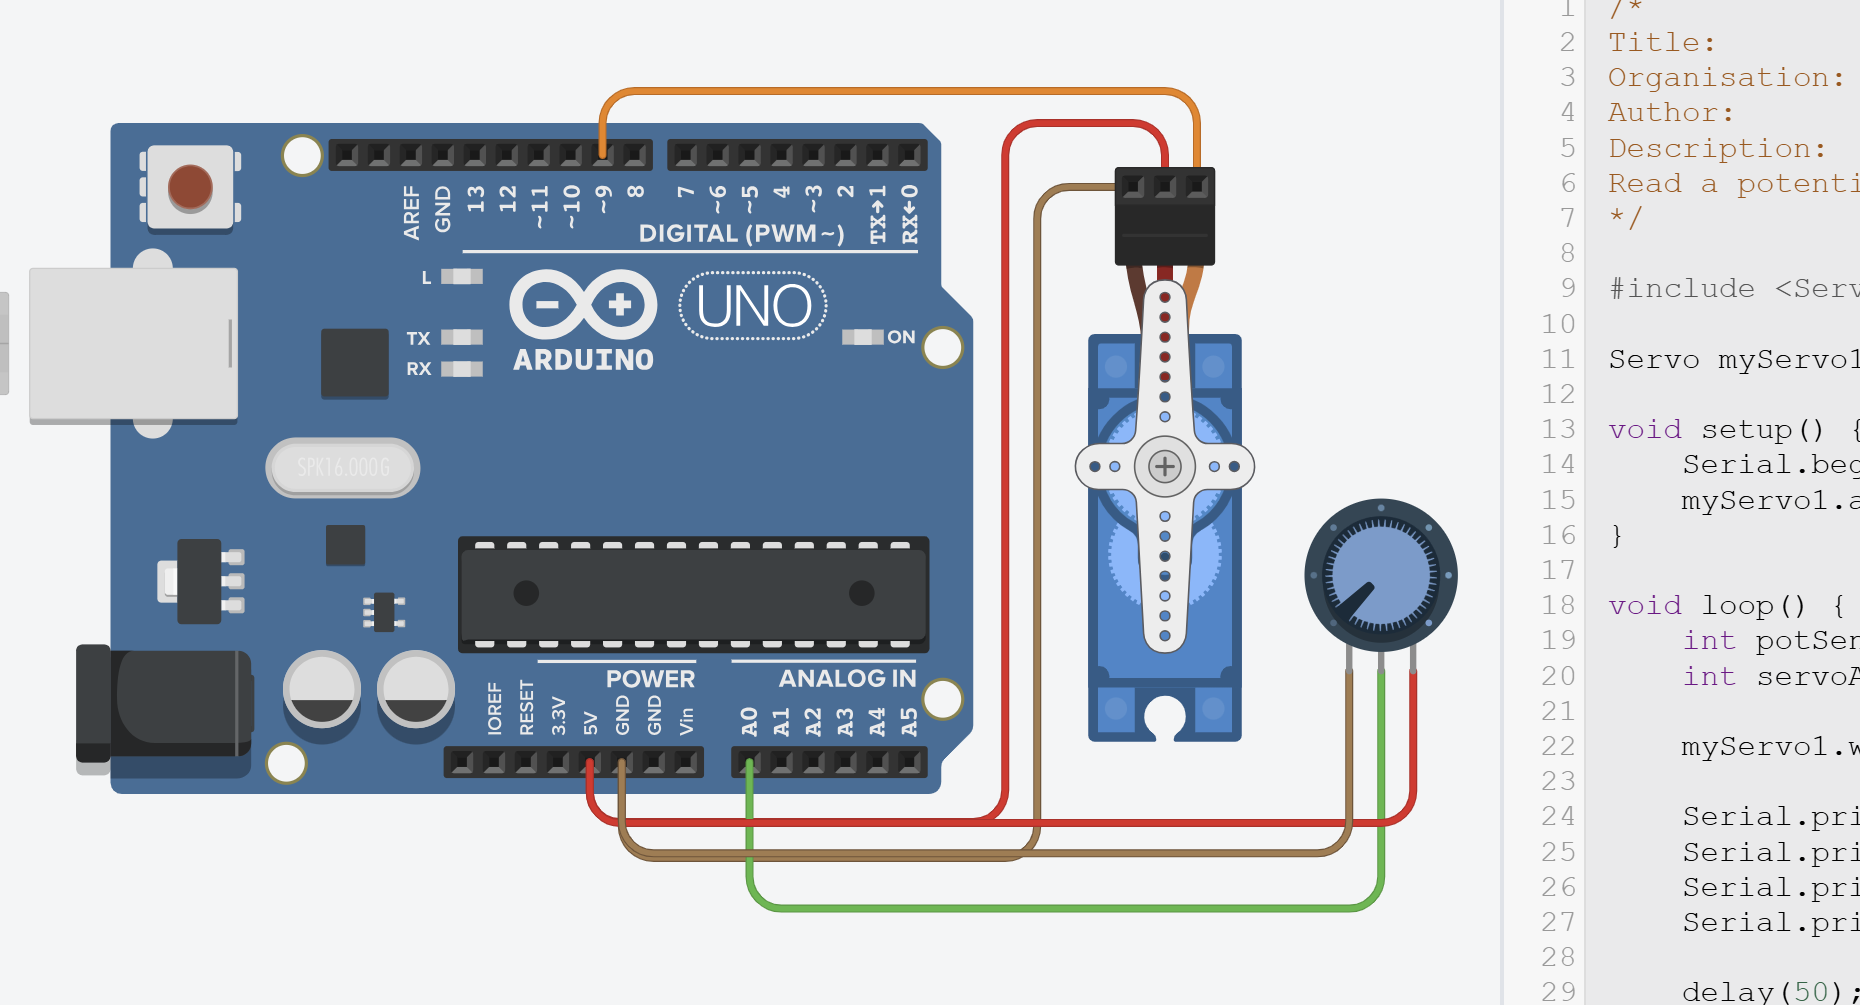 AREF
GND
13
12
~11
~10
~9
8
7
~6
~5
4
~3
2
TX→1
RX←0
DIGITAL (PWM~)
L
TX
RX
ARDUINO
UNO
ON
SPK16.000G
POWER
ANALOG IN
IOREF
RESET
3.3V
5V
GND
GND
Vin
A0
A1
A2
A3
A4
A5
1 /*
2 Title:
3 Organisation:
4 Author:
5 Description:
6 Read a potenti
7 */
8
9 #include <Serv
10
11 Servo myServo1
12
13 void setup() {
14 Serial.beg
15 myServo1.a
16 }
17
18 void loop() {
19 int potSen
20 int servoA
21
22 myServo1.w
23
24 Serial.pri
25 Serial.pri
26 Serial.pri
27 Serial.pri
28
29 delay(50);